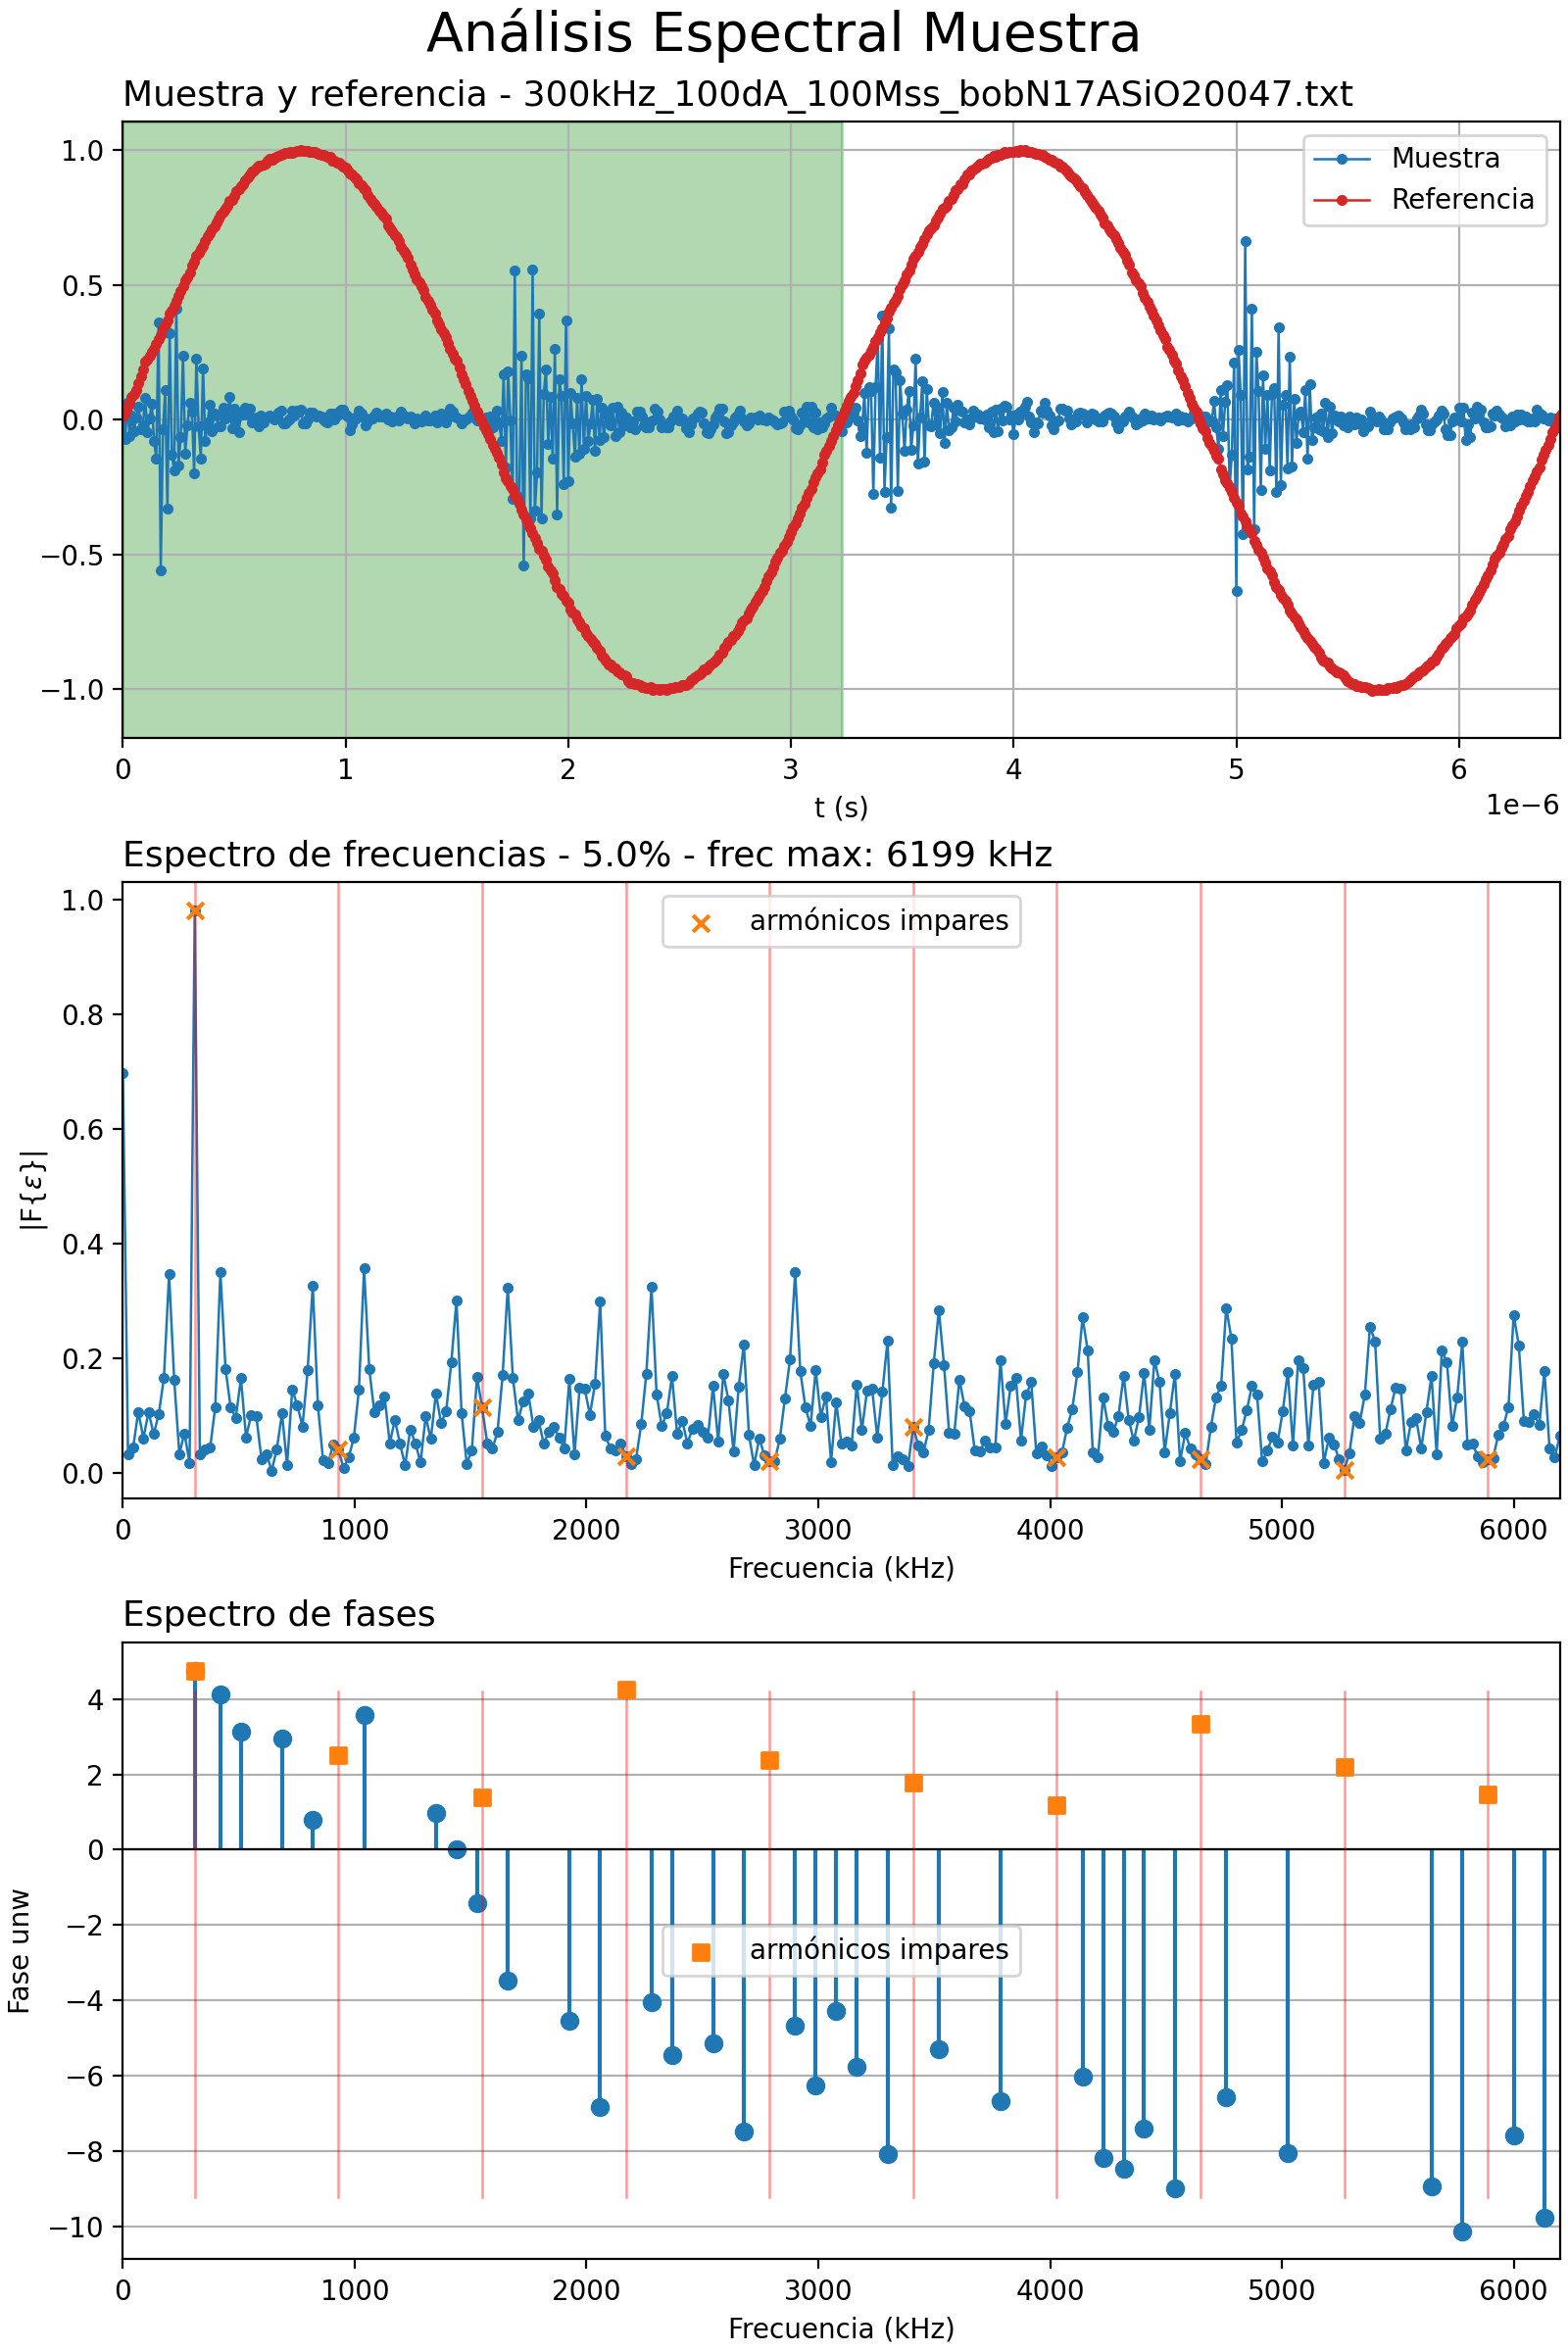 Análisis Espectral Muestra
Muestra y referencia - 300kHz_100dA_100Mss_bobN17ASiO20047.txt
1.0
0.5
0.0
−0.5
−1.0
Muestra
Referencia
0 1 2 3 4 5 6
t (s)
1e−6
Espectro de frecuencias - 5.0% - frec max: 6199 kHz
|F{ε}|
1.0
0.8
0.6
0.4
0.2
0.0
armónicos impares
0 1000 2000 3000 4000 5000 6000
Frecuencia (kHz)
Espectro de fases
Fase unw
4
2
0
−2
−4
−6
−8
−10
armónicos impares
0 1000 2000 3000 4000 5000 6000
Frecuencia (kHz)